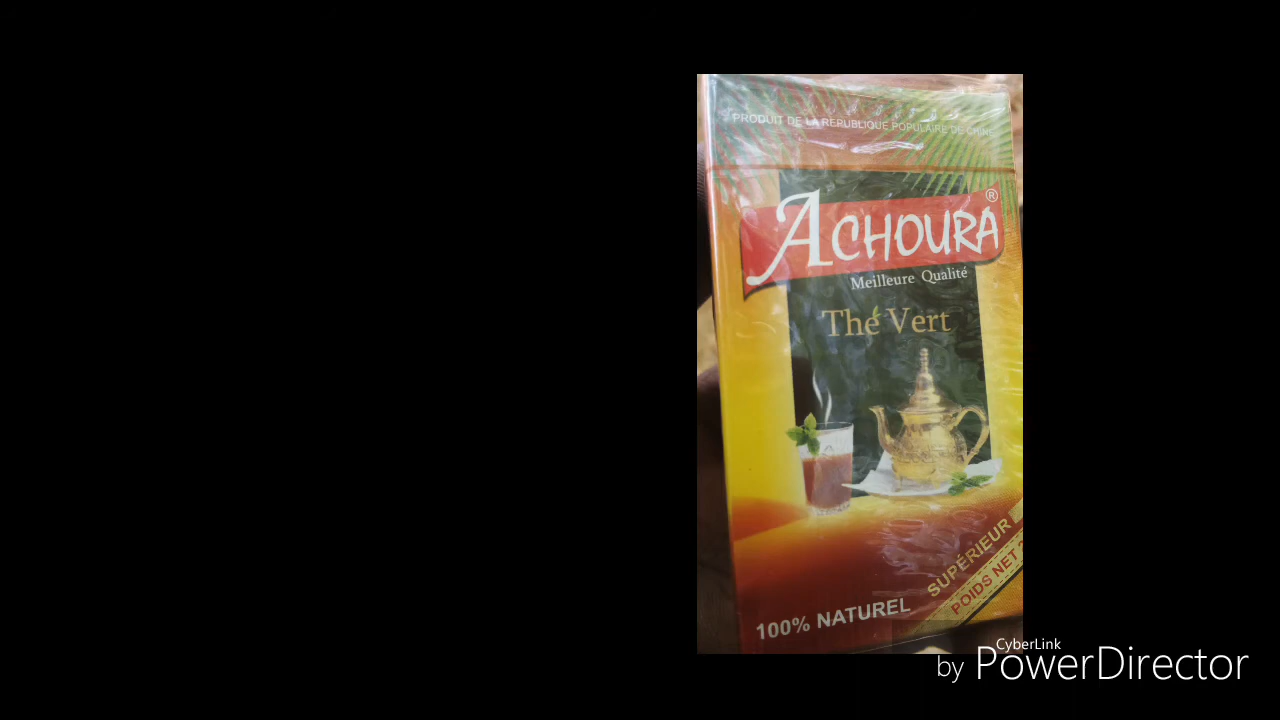 PRODUIT DE LA REPUBLIQUE POPULAIRE DE CHINE
ACHOURA®
Meilleure Qualité
Thé Vert
SUPÉRIEUR
POIDS NET
100% NATUREL
CyberLink
by PowerDirector